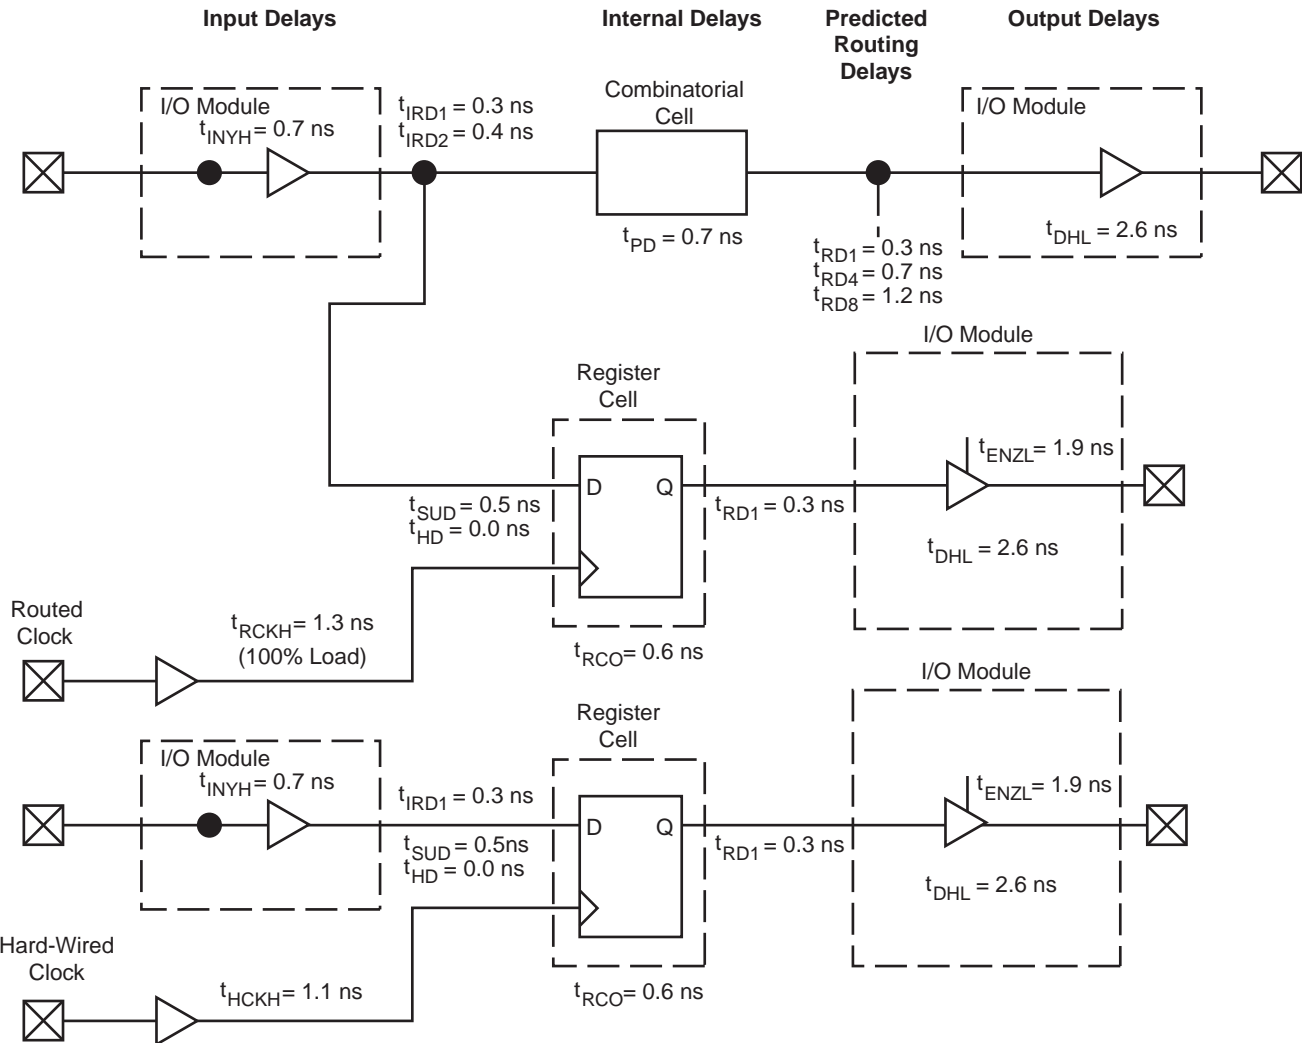 Input Delays
Internal Delays
Predicted
Routing
Delays
Output Delays
I/O Module
tINYH = 0.7 ns
tIRD1 = 0.3 ns
tIRD2 = 0.4 ns
Combinatorial
Cell
tPD = 0.7 ns
I/O Module
tDHL = 2.6 ns
tRD1 = 0.3 ns
tRD4 = 0.7 ns
tRD8 = 1.2 ns
I/O Module
Register
Cell
tENZL = 1.9 ns
D
Q
tSUD = 0.5 ns
tHD = 0.0 ns
tRD1 = 0.3 ns
tDHL = 2.6 ns
Routed
Clock
tRCKH = 1.3 ns
(100% Load)
tRCO = 0.6 ns
I/O Module
Register
Cell
I/O Module
tINYH = 0.7 ns
tIRD1 = 0.3 ns
tENZL = 1.9 ns
D
Q
tSUD = 0.5ns
tHD = 0.0 ns
tRD1 = 0.3 ns
tDHL = 2.6 ns
Hard-Wired
Clock
tHCKH = 1.1 ns
tRCO = 0.6 ns